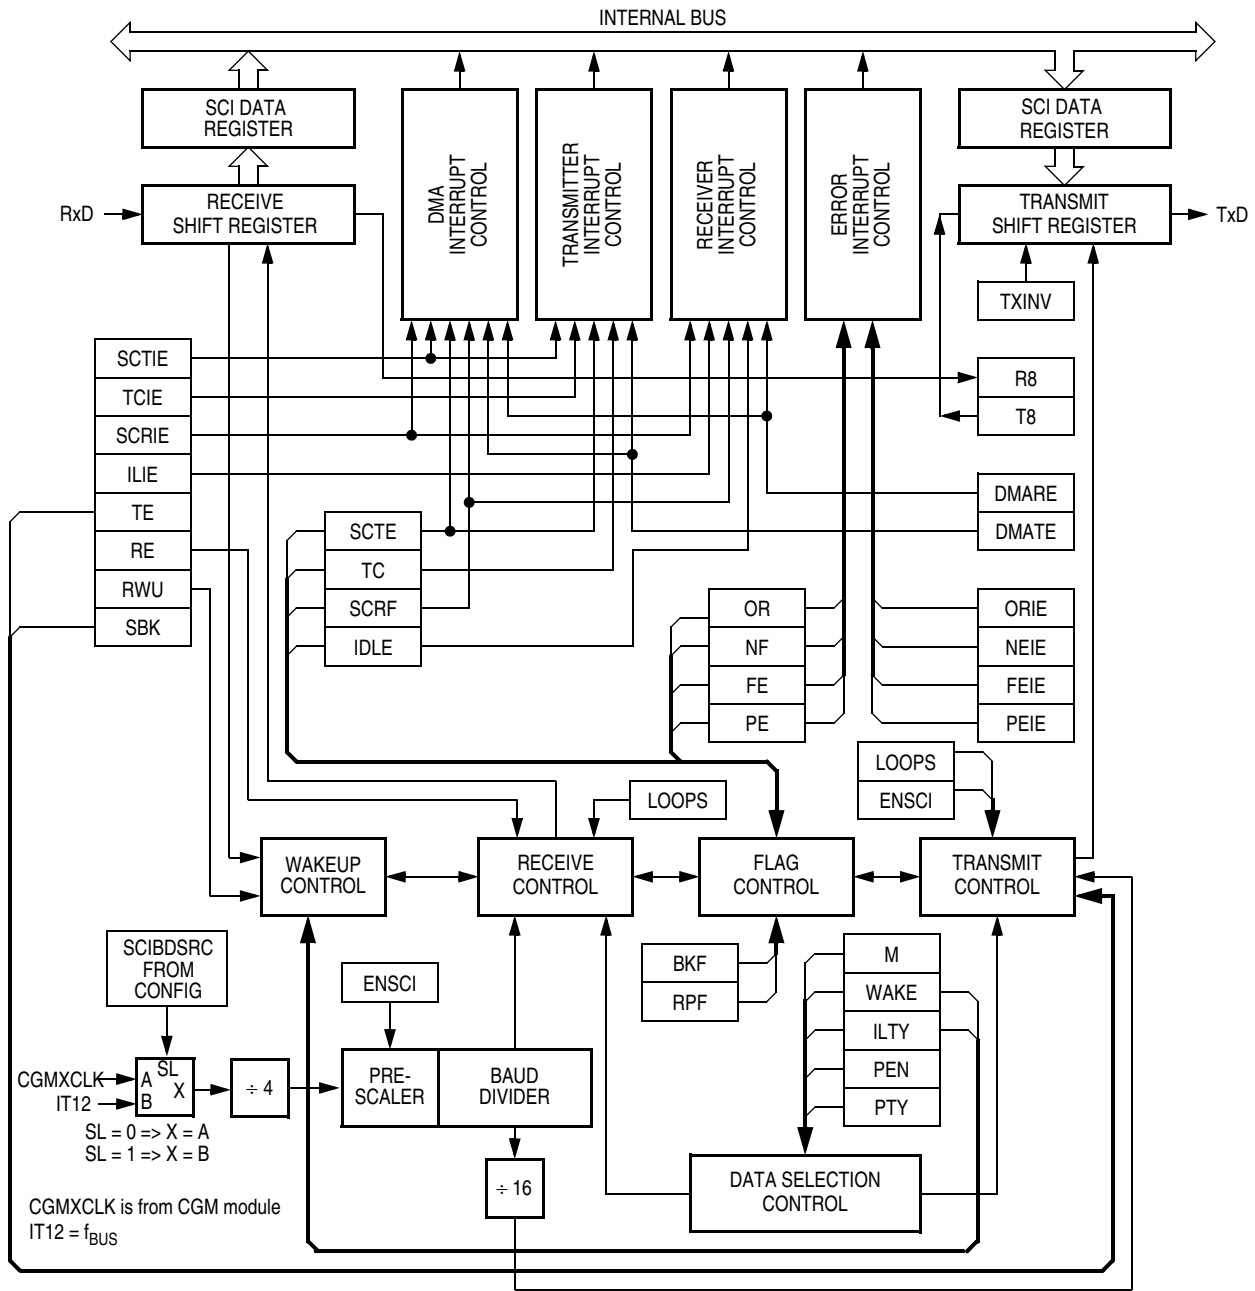 INTERNAL BUS
SCI DATA
REGISTER
RECEIVE
SHIFT REGISTER
RxD
DMA
INTERRUPT
CONTROL
TRANSMITTER
INTERRUPT
CONTROL
RECEIVER
INTERRUPT
CONTROL
ERROR
INTERRUPT
CONTROL
SCI DATA
REGISTER
TRANSMIT
SHIFT REGISTER
TxD
TXINV
SCTIE
TCIE
SCRIE
ILIE
TE
RE
RWU
SBK
R8
T8
DMARE
DMATE
SCTE
TC
SCRF
IDLE
OR
NF
FE
PE
ORIE
NEIE
FEIE
PEIE
LOOPS
ENSCI
LOOPS
WAKEUP
CONTROL
RECEIVE
CONTROL
FLAG
CONTROL
TRANSMIT
CONTROL
SCIBDSRC
FROM
CONFIG
ENSCI
BKF
RPF
M
WAKE
ILTY
PEN
PTY
CGMXCLK
IT12
SL
A
X
B
÷ 4
PRE-
SCALER
BAUD
DIVIDER
SL = 0 => X = A
SL = 1 => X = B
÷ 16
DATA SELECTION
CONTROL
CGMXCLK is from CGM module
IT12 = fBUS